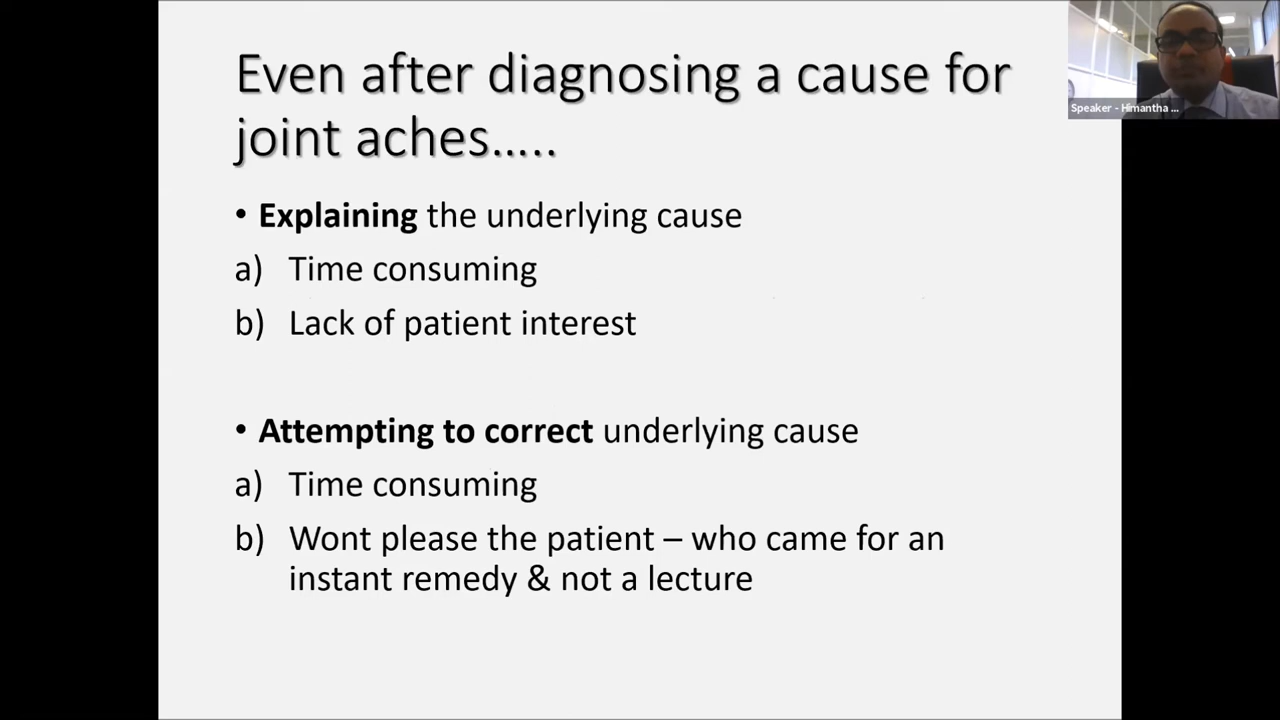 Even after diagnosing a cause for
joint aches.....
• Explaining the underlying cause
a) Time consuming
b) Lack of patient interest
• Attempting to correct underlying cause
a) Time consuming
b) Wont please the patient – who came for an
instant remedy & not a lecture
Speaker - Himantha ...